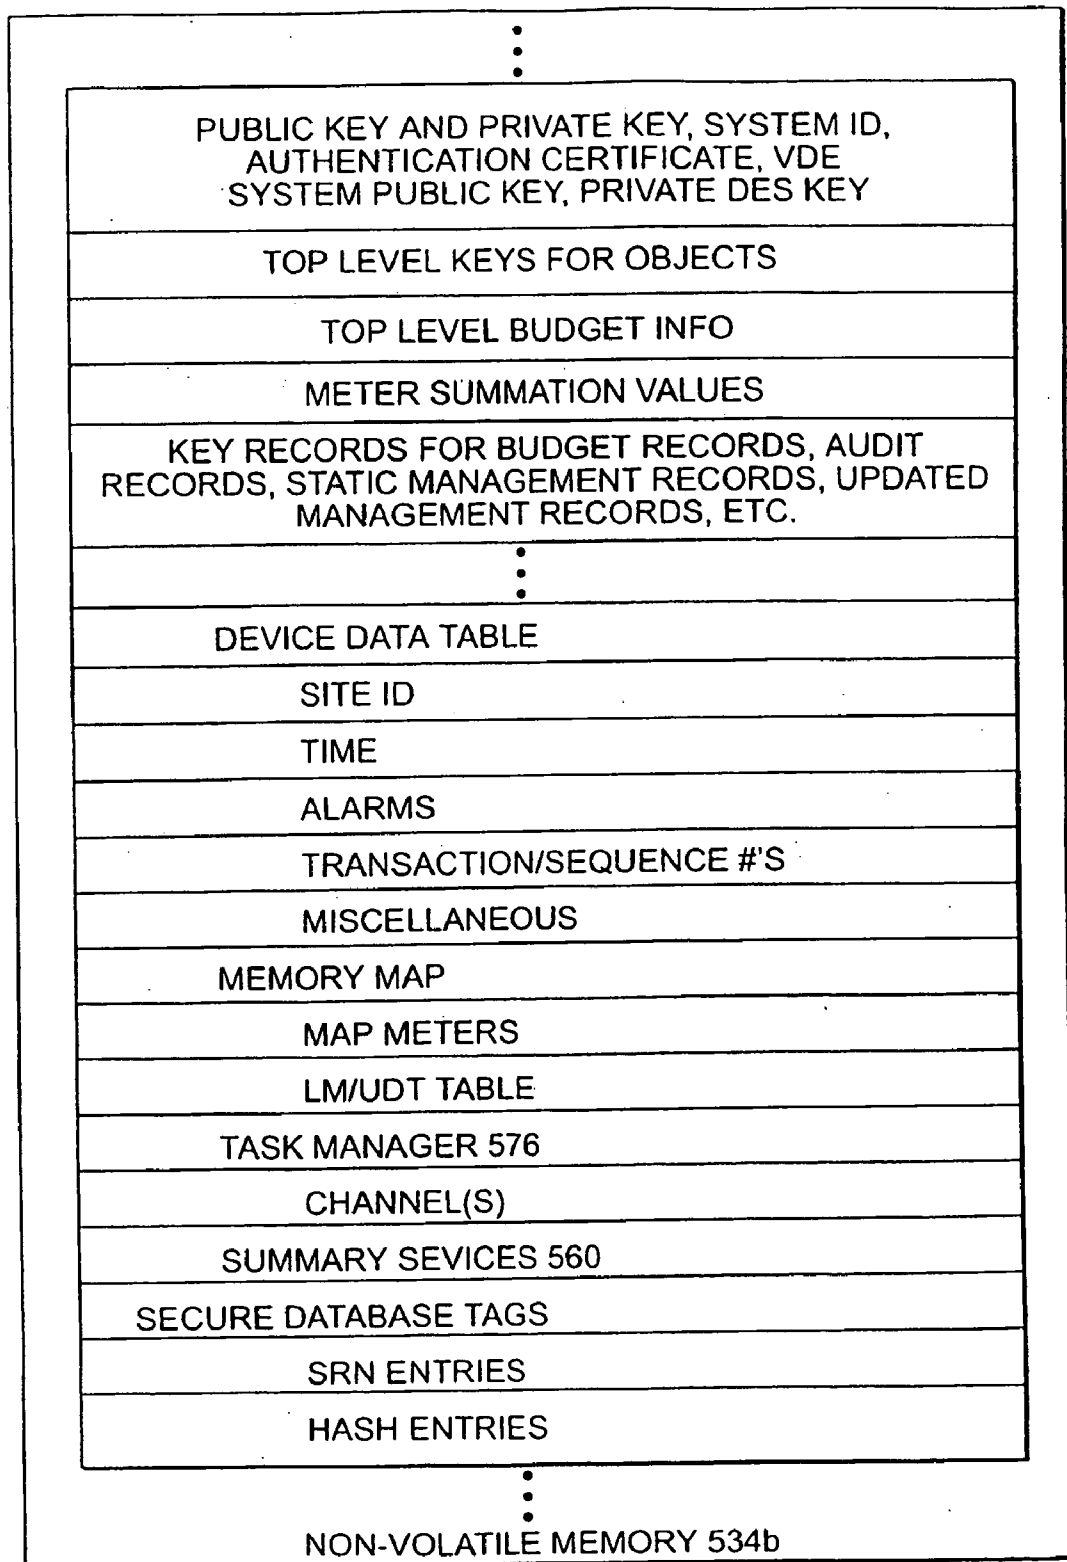 PUBLIC KEY AND PRIVATE KEY, SYSTEM ID,
AUTHENTICATION CERTIFICATE, VDE
SYSTEM PUBLIC KEY, PRIVATE DES KEY
TOP LEVEL KEYS FOR OBJECTS
TOP LEVEL BUDGET INFO
METER SUMMATION VALUES
KEY RECORDS FOR BUDGET RECORDS, AUDIT
RECORDS, STATIC MANAGEMENT RECORDS, UPDATED
MANAGEMENT RECORDS, ETC.
DEVICE DATA TABLE
SITE ID
TIME
ALARMS
TRANSACTION/SEQUENCE #'S
MISCELLANEOUS
MEMORY MAP
MAP METERS
LM/UDT TABLE
TASK MANAGER 576
CHANNEL(S)
SUMMARY SEVICES 560
SECURE DATABASE TAGS
SRN ENTRIES
HASH ENTRIES
NON-VOLATILE MEMORY 534b